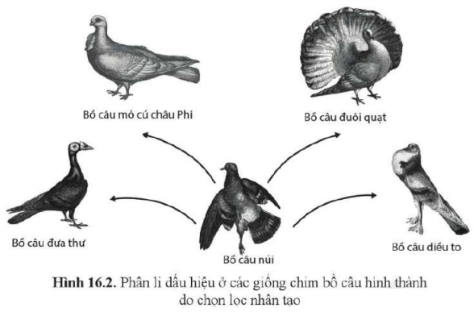 Bồ câu mỏ cú châu Phi
Bồ câu đuôi quạt
Bồ câu đưa thư
Bồ câu núi
Bồ câu diều to
Hình 16.2. Phân li dấu hiệu ở các giống chim bồ câu hình thành
do chọn lọc nhân tạo